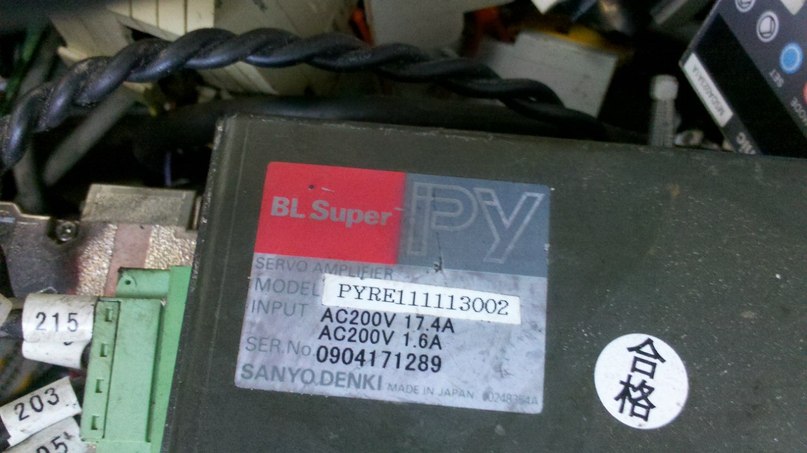 BL Super PY
SERVO AMPLIFIER
MODEL PYRE111113002
INPUT AC200V 17.4A
AC200V 1.6A
SER.No. 0904171289
SANYO DENKI MADE IN JAPAN
合格
215
203
SET